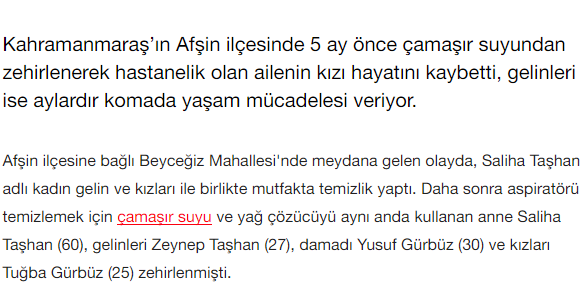 Kahramanmaraş’ın Afşin ilçesinde 5 ay önce çamaşır suyundan
zehirlenerek hastanelik olan ailenin kızı hayatını kaybetti, gelinleri
ise aylardır komada yaşam mücadelesi veriyor.
Afşin ilçesine bağlı Beyceğiz Mahallesi'nde meydana gelen olayda, Saliha Taşhan
adlı kadın gelin ve kızları ile birlikte mutfakta temizlik yaptı. Daha sonra aspiratörü
temizlemek için çamaşır suyu ve yağ çözücüyü aynı anda kullanan anne Saliha
Taşhan (60), gelinleri Zeynep Taşhan (27), damadı Yusuf Gürbüz (30) ve kızları
Tuğba Gürbüz (25) zehirlenmişti.